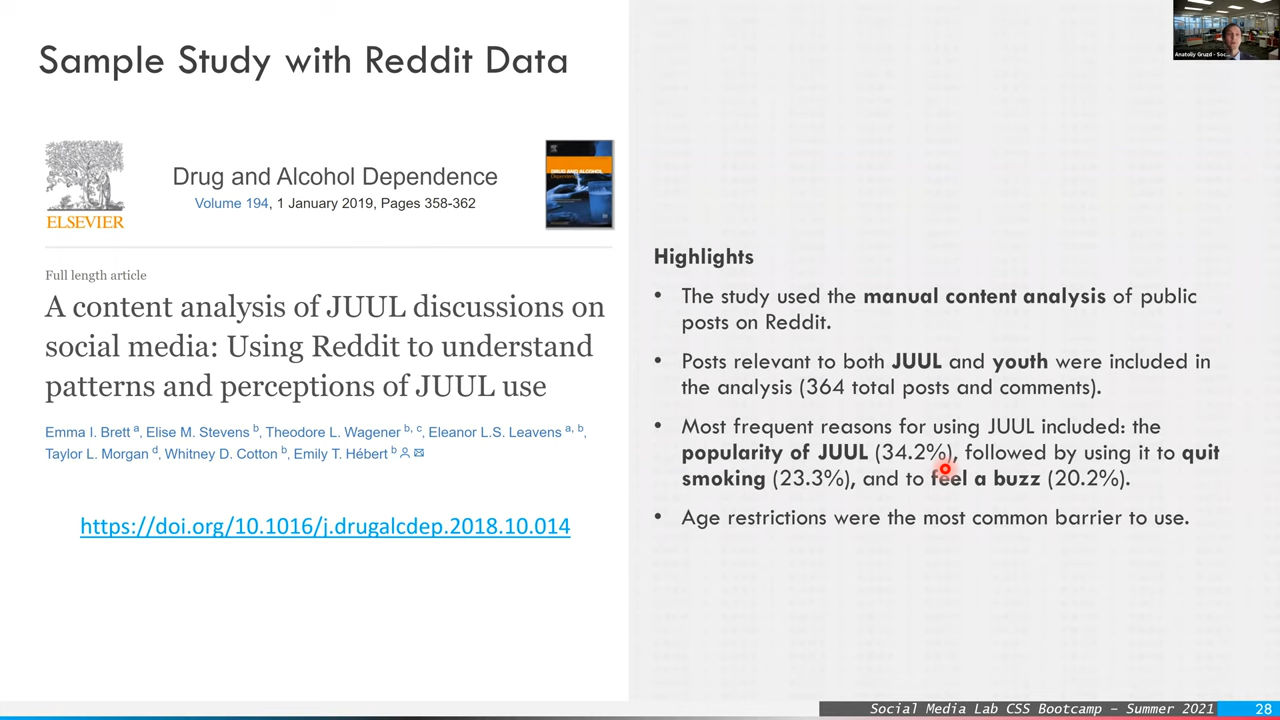 Sample Study with Reddit Data
ELSEVIER
Drug and Alcohol Dependence
Volume 194, 1 January 2019, Pages 358-362
DRUG AND ALCOHOL
Full length article
A content analysis of JUUL discussions on
social media: Using Reddit to understand
patterns and perceptions of JUUL use
Emma I. Brett a, Elise M. Stevens b, Theodore L. Wagener b, c, Eleanor L.S. Leavens a, b,
Taylor L. Morgan d, Whitney D. Cotton b, Emily T. Hébert b
https://doi.org/10.1016/j.drugalcdep.2018.10.014
Highlights
• The study used the manual content analysis of public
posts on Reddit.
• Posts relevant to both JUUL and youth were included in
the analysis (364 total posts and comments).
• Most frequent reasons for using JUUL included: the
popularity of JUUL (34.2%), followed by using it to quit
smoking (23.3%), and to feel a buzz (20.2%).
• Age restrictions were the most common barrier to use.
Anatoliy Gruzd - Soc...
Social Media Lab CSS Bootcamp – Summer 2021
28